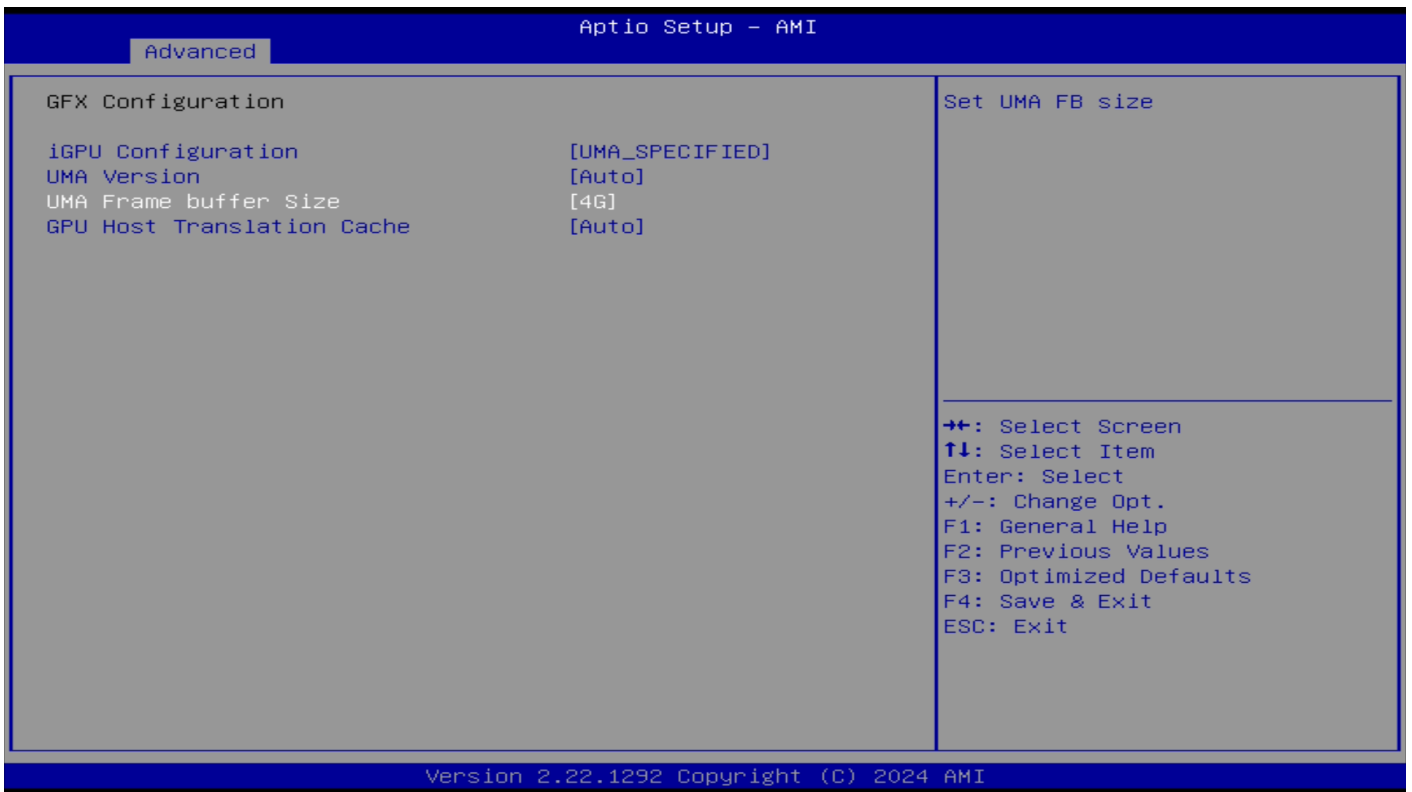 Aptio Setup – AMI
Advanced
GFX Configuration
iGPU Configuration [UMA_SPECIFIED]
UMA Version [Auto]
UMA Frame buffer Size [4G]
GPU Host Translation Cache [Auto]
Set UMA FB size
→←: Select Screen
↑↓: Select Item
Enter: Select
+/-: Change Opt.
F1: General Help
F2: Previous Values
F3: Optimized Defaults
F4: Save & Exit
ESC: Exit
Version 2.22.1292 Copyright (C) 2024 AMI